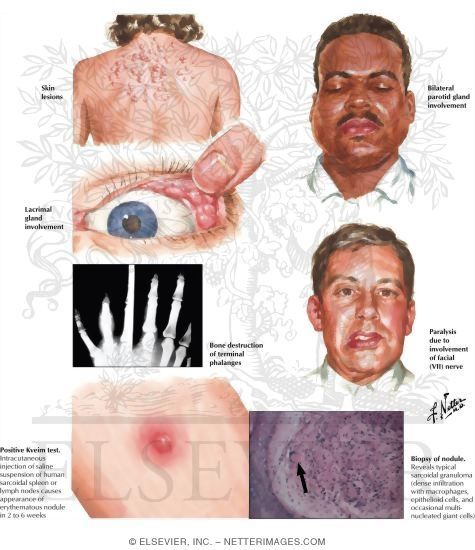 Skin
lesions
Bilateral
parotid gland
involvement
Lacrimal
gland
involvement
Bone destruction
of terminal
phalanges
Paralysis
due to
involvement
of facial
(VII) nerve
F. Netter
M.D.
Positive Kveim test.
Intracutaneous
injection of saline
suspension of human
sarcoidal spleen or
lymph nodes causes
appearance of
erythematous nodule
in 2 to 6 weeks
Biopsy of nodule.
Reveals typical
sarcoidal granuloma
(dense infiltration
with macrophages,
epithelioid cells, and
occasional multi-
nucleated giant cells)
ELSEVIER
© ELSEVIER, INC. – NETTERIMAGES.COM